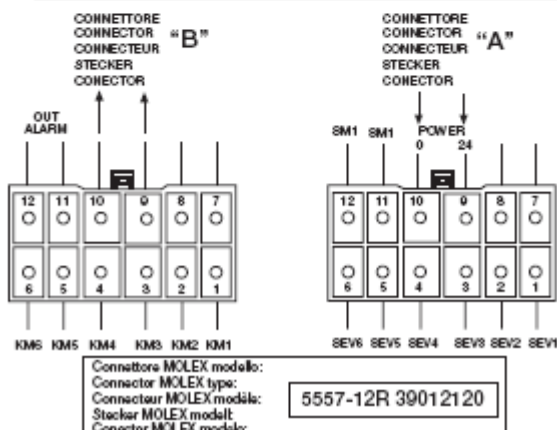 CONNETTORE
CONNECTOR
CONNECTEUR
STECKER
CONECTOR
"B"
CONNETTORE
CONNECTOR
CONNECTEUR
STECKER
CONECTOR
"A"
OUT
ALARM
SM1 SM1 POWER
0 24
12 11 10 9 8 7
12 11 10 9 8 7
6 5 4 3 2 1
6 5 4 3 2 1
KM6 KM5 KM4 KM3 KM2 KM1
SEV6 SEV5 SEV4 SEV3 SEV2 SEV1
Connettore MOLEX modello:
Connector MOLEX type:
Connecteur MOLEX modèle:
Stecker MOLEX modell:
Conector MOLEX modelo:
5557-12R 39012120